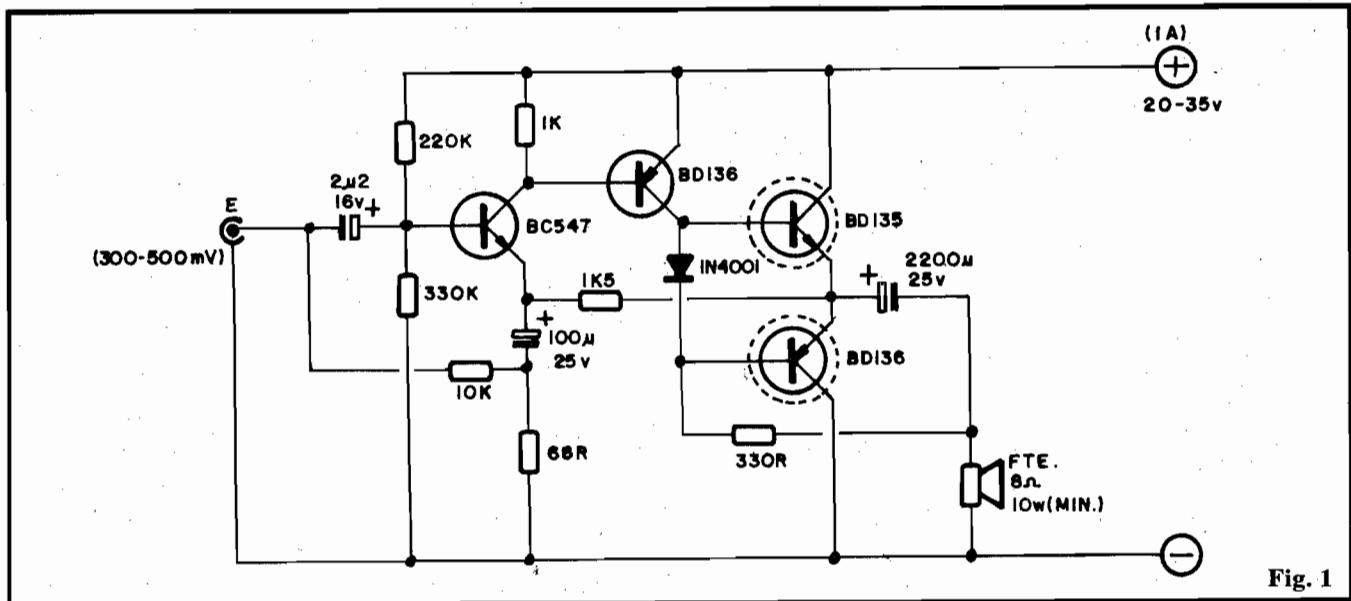 (1A)
20-35v
220K
1K
BD136
2µ2
16v
+
E
(300-500mV)
BC547
BD135
1N4001
+
2200µ
25v
330K
1K5
+
100µ
25v
BD136
10K
68R
330R
FTE.
8Ω
10w(MIN.)
Fig. 1